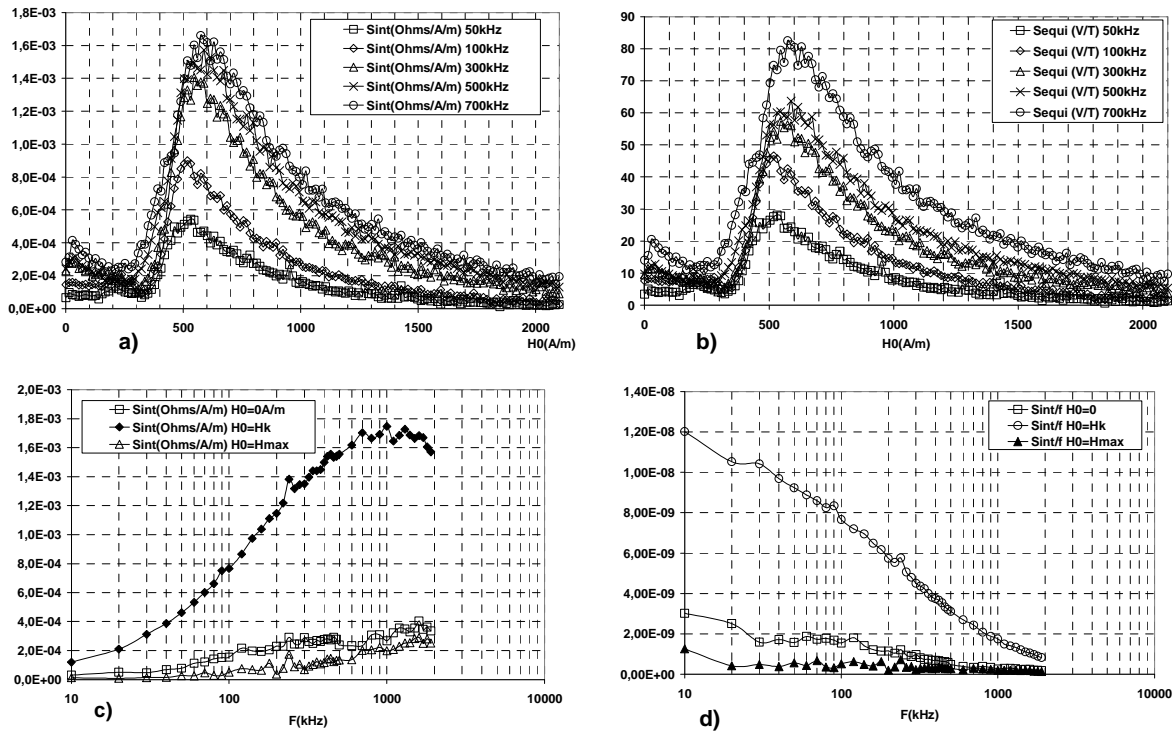 1,8E-03
1,6E-03
1,4E-03
1,2E-03
1,0E-03
8,0E-04
6,0E-04
4,0E-04
2,0E-04
0,0E+00
Sint(Ohms/A/m) 50kHz
Sint(Ohms/A/m) 100kHz
Sint(Ohms/A/m) 300kHz
Sint(Ohms/A/m) 500kHz
Sint(Ohms/A/m) 700kHz
0 500 1000 1500 2000
H0(A/m)
a)
90
80
70
60
50
40
30
20
10
0
Sequi (V/T) 50kHz
Sequi (V/T) 100kHz
Sequi (V/T) 300kHz
Sequi (V/T) 500kHz
Sequi (V/T) 700kHz
0 500 1000 1500 2000
H0(A/m)
b)
2,0E-03
1,8E-03
1,6E-03
1,4E-03
1,2E-03
1,0E-03
8,0E-04
6,0E-04
4,0E-04
2,0E-04
0,0E+00
Sint(Ohms/A/m) H0=0A/m
Sint(Ohms/A/m) H0=Hk
Sint(Ohms/A/m) H0=Hmax
10 100 1000 10000
F(kHz)
c)
1,40E-08
1,20E-08
1,00E-08
8,00E-09
6,00E-09
4,00E-09
2,00E-09
0,00E+00
Sint/f H0=0
Sint/f H0=Hk
Sint/f H0=Hmax
10 100 1000 10000
F(kHz)
d)